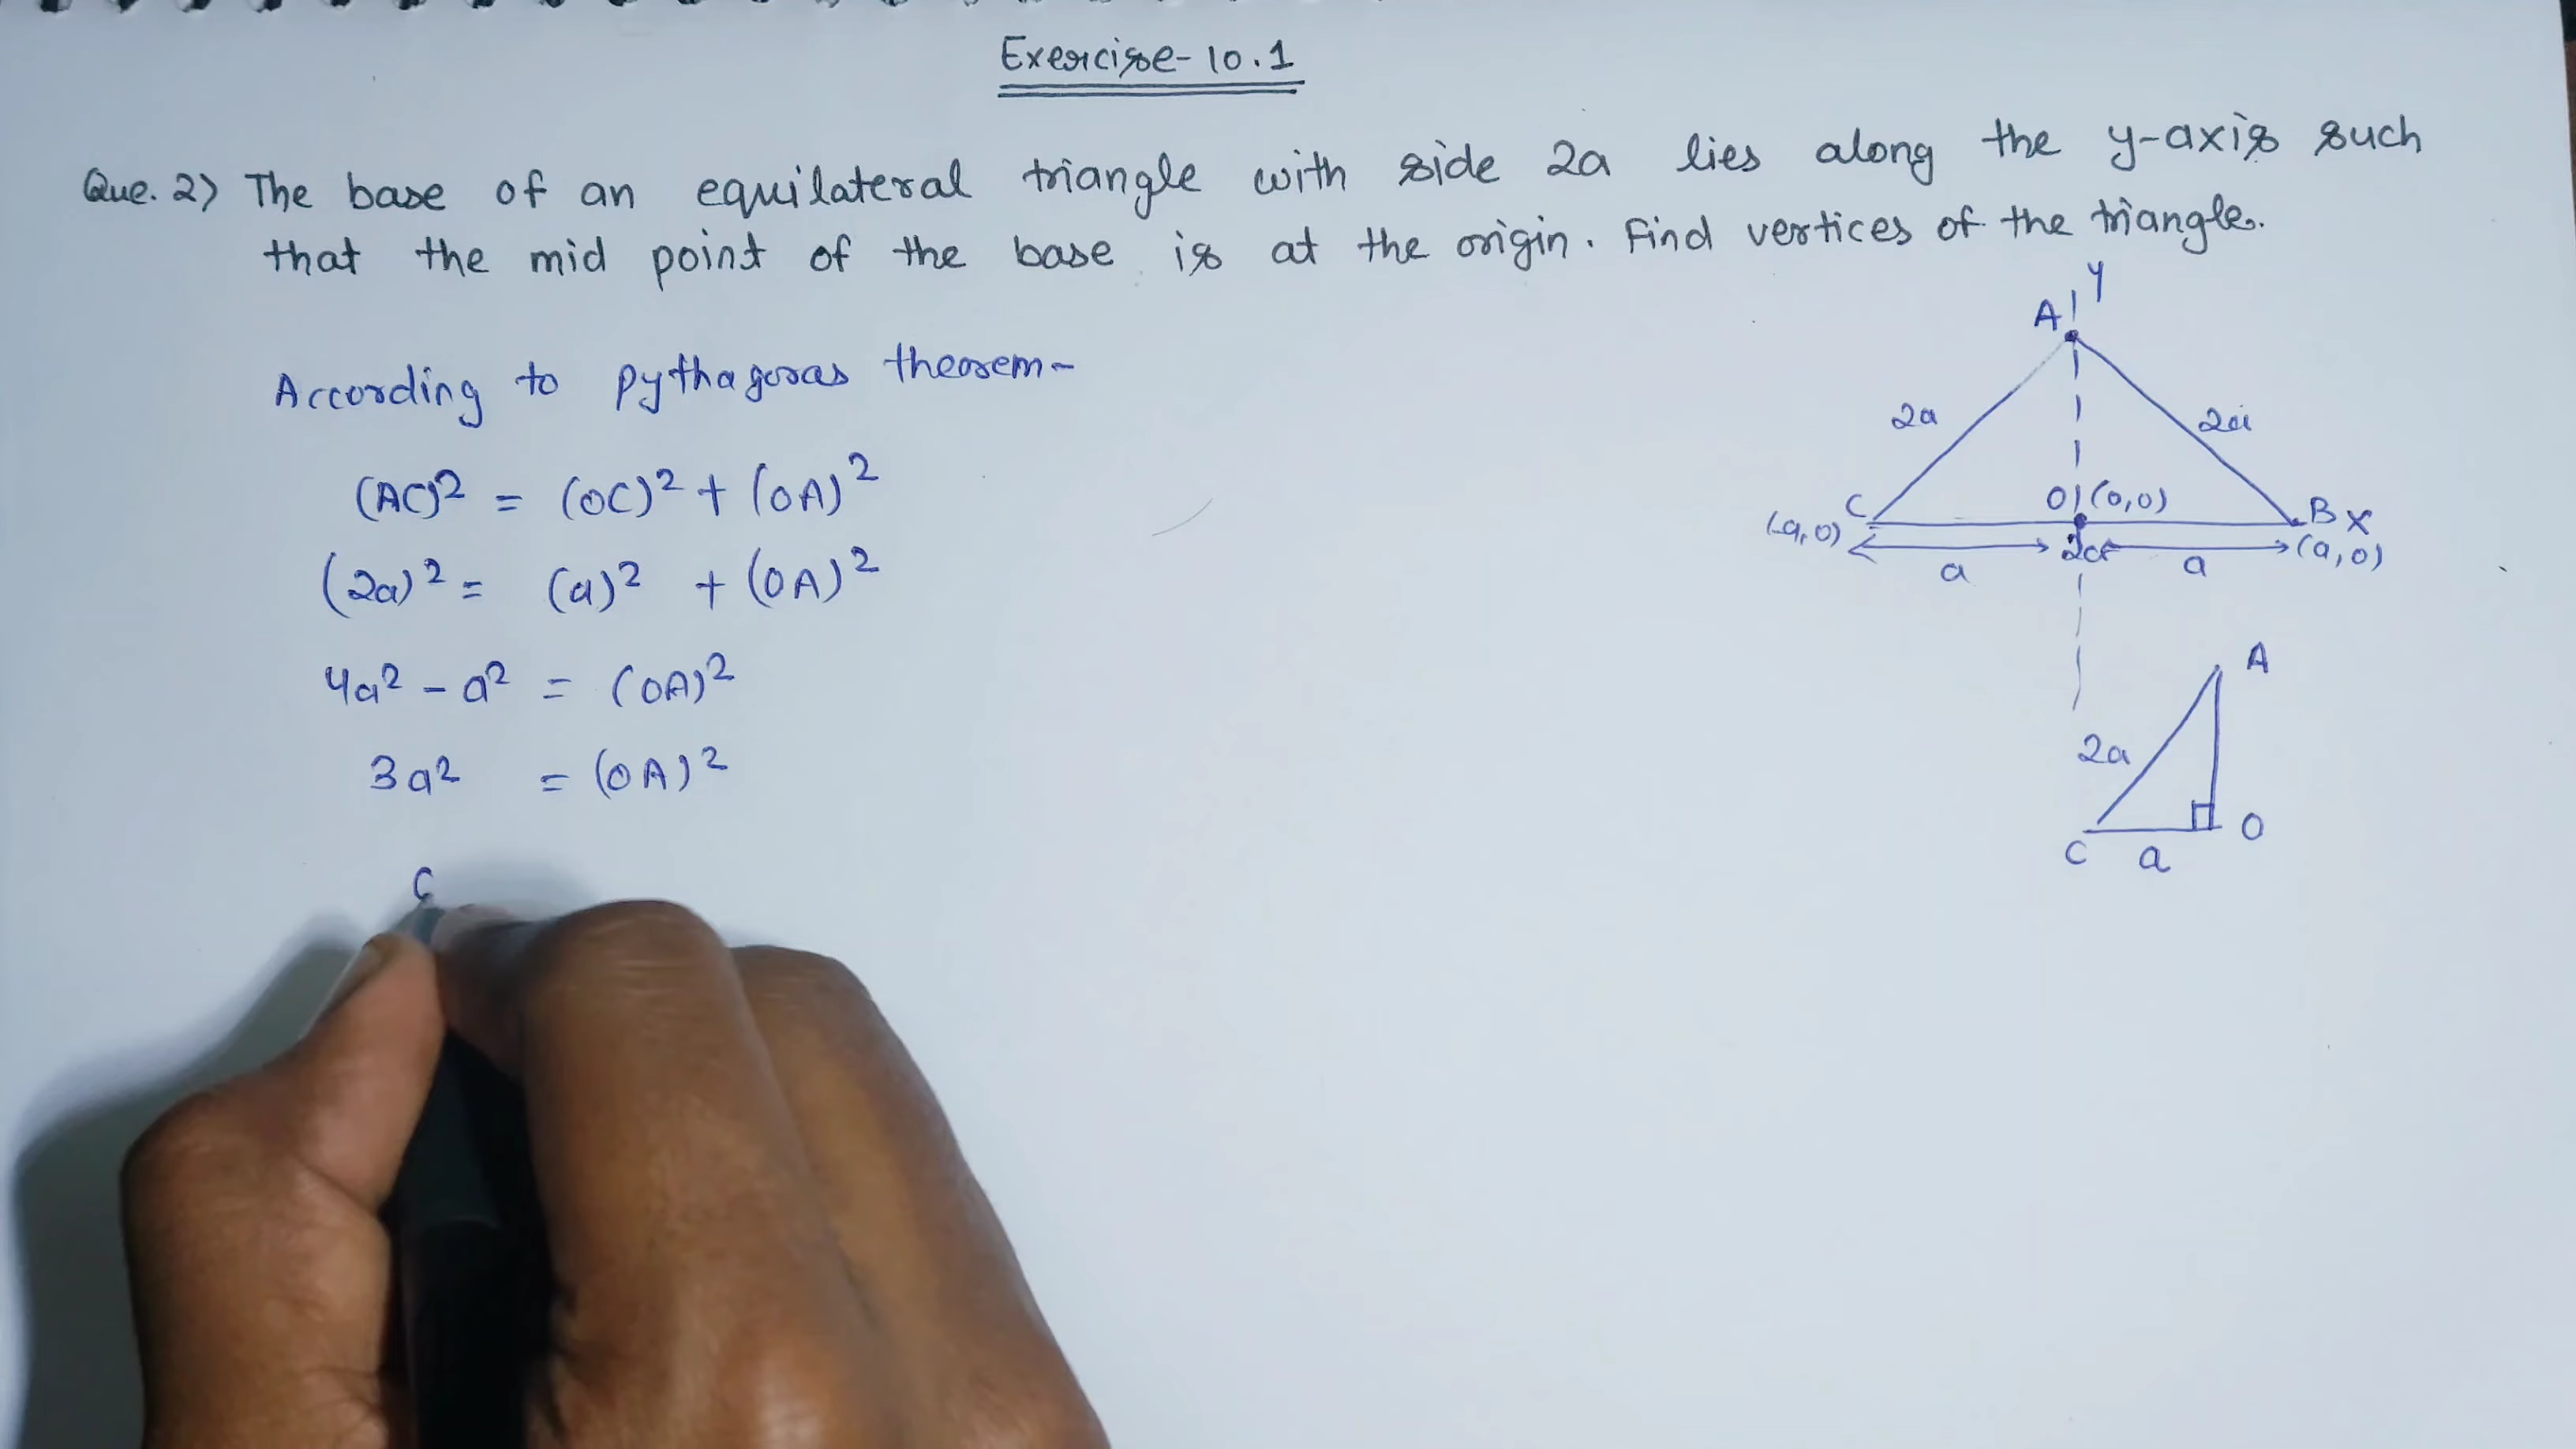 Exercise-10.1
Que. 2) The base of an equilateral triangle with side 2a lies along the y-axis such
that the mid point of the base is at the origin. Find vertices of the triangle.
According to pythagoras theorem-
(AC)² = (OC)² + (OA)²
(2a)² = (a)² + (OA)²
4a² - a² = (OA)²
3a² = (OA)²
Y
A
2a 2a
C O (0,0) B X
(-a,0) 2a (a,0)
a a
A
2a
C a O